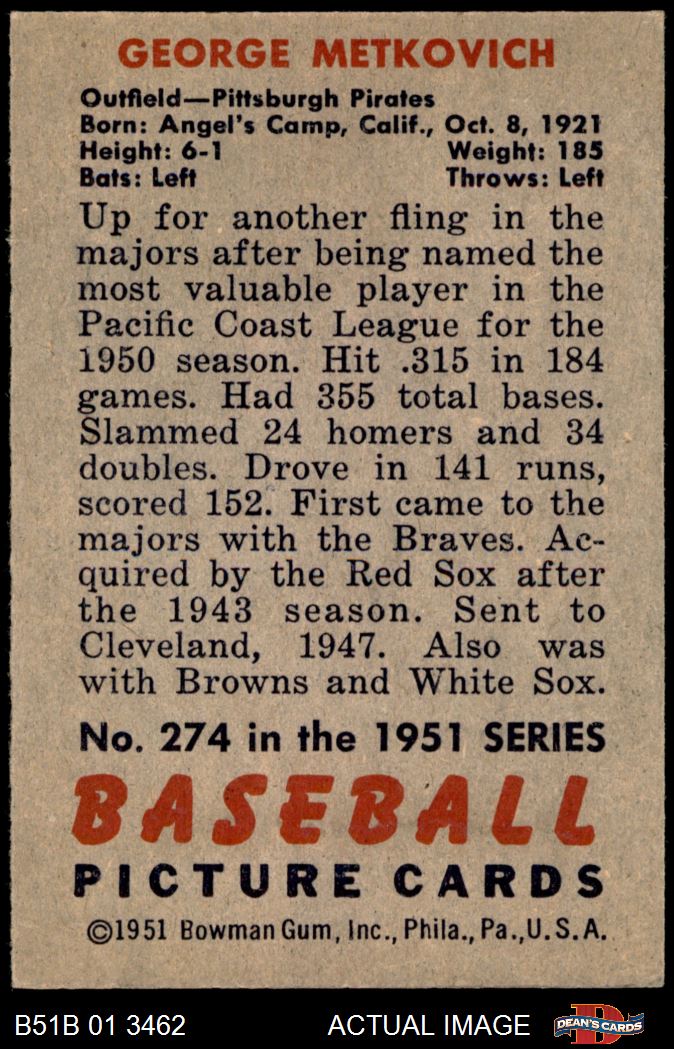 GEORGE METKOVICH
Outfield—Pittsburgh Pirates
Born: Angel's Camp, Calif., Oct. 8, 1921
Height: 6-1 Weight: 185
Bats: Left Throws: Left
Up for another fling in the
majors after being named the
most valuable player in the
Pacific Coast League for the
1950 season. Hit .315 in 184
games. Had 355 total bases.
Slammed 24 homers and 34
doubles. Drove in 141 runs,
scored 152. First came to the
majors with the Braves. Ac-
quired by the Red Sox after
the 1943 season. Sent to
Cleveland, 1947. Also was
with Browns and White Sox.
No. 274 in the 1951 SERIES
BASEBALL
PICTURE CARDS
©1951 Bowman Gum, Inc., Phila., Pa., U.S.A.
B51B 01 3462 ACTUAL IMAGE DEAN'S CARDS